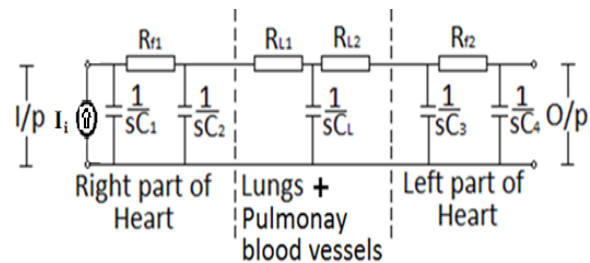 Rf1 RL1 RL2 Rf2
I/p Ii 1/sC1 1/sC2 1/sCL 1/sC3 1/sC4 O/p
Right part of Heart
Lungs + Pulmonay blood vessels
Left part of Heart